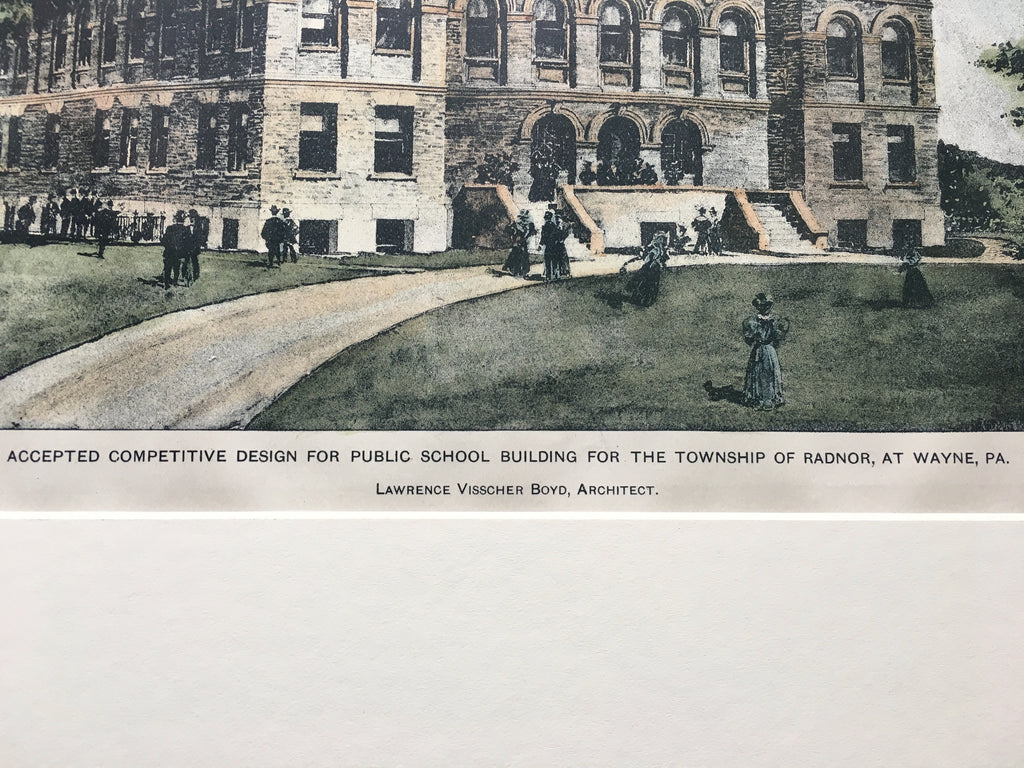 ACCEPTED COMPETITIVE DESIGN FOR PUBLIC SCHOOL BUILDING FOR THE TOWNSHIP OF RADNOR, AT WAYNE, PA.
LAWRENCE VISSCHER BOYD, ARCHITECT.